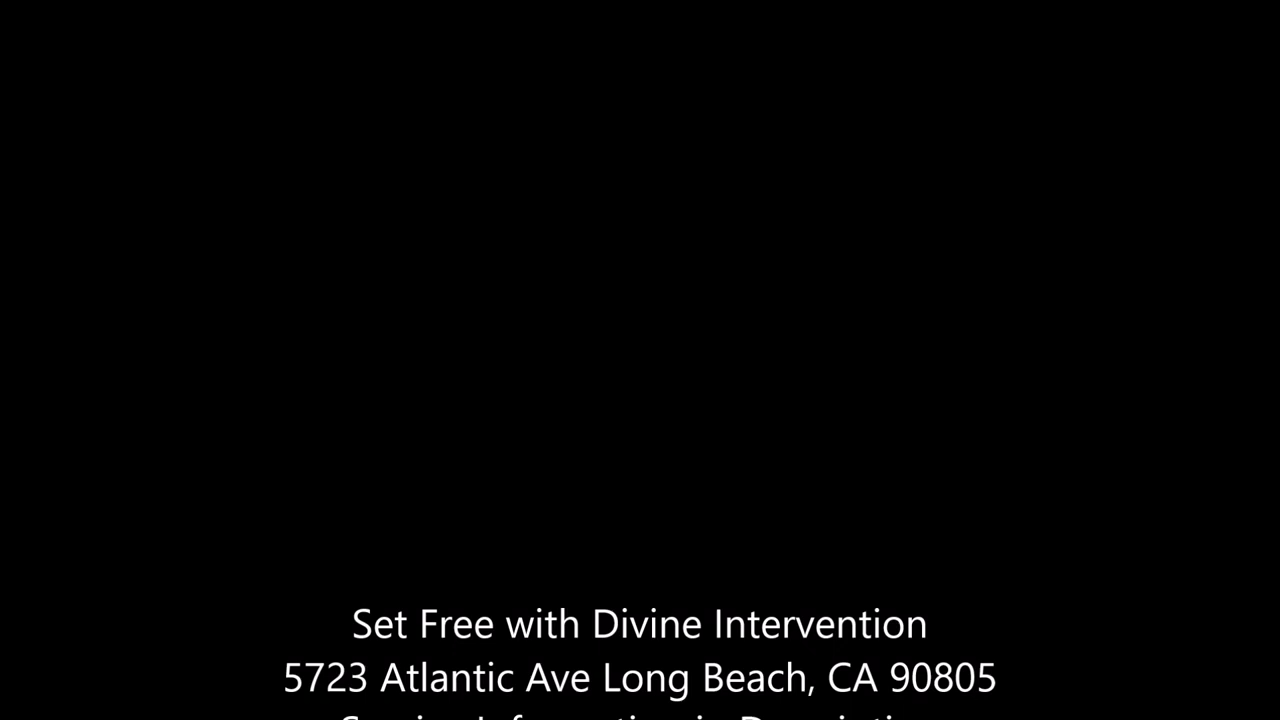 Set Free with Divine Intervention
5723 Atlantic Ave Long Beach, CA 90805